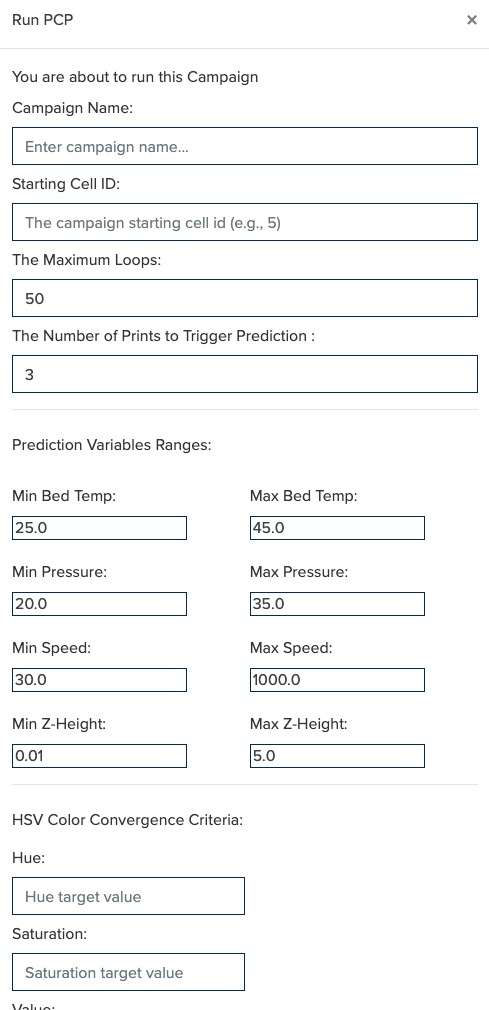 Run PCP ×
You are about to run this Campaign
Campaign Name:
Enter campaign name...
Starting Cell ID:
The campaign starting cell id (e.g., 5)
The Maximum Loops:
50
The Number of Prints to Trigger Prediction :
3
Prediction Variables Ranges:
Min Bed Temp: Max Bed Temp:
25.0 45.0
Min Pressure: Max Pressure:
20.0 35.0
Min Speed: Max Speed:
30.0 1000.0
Min Z-Height: Max Z-Height:
0.01 5.0
HSV Color Convergence Criteria:
Hue:
Hue target value
Saturation:
Saturation target value
Value: